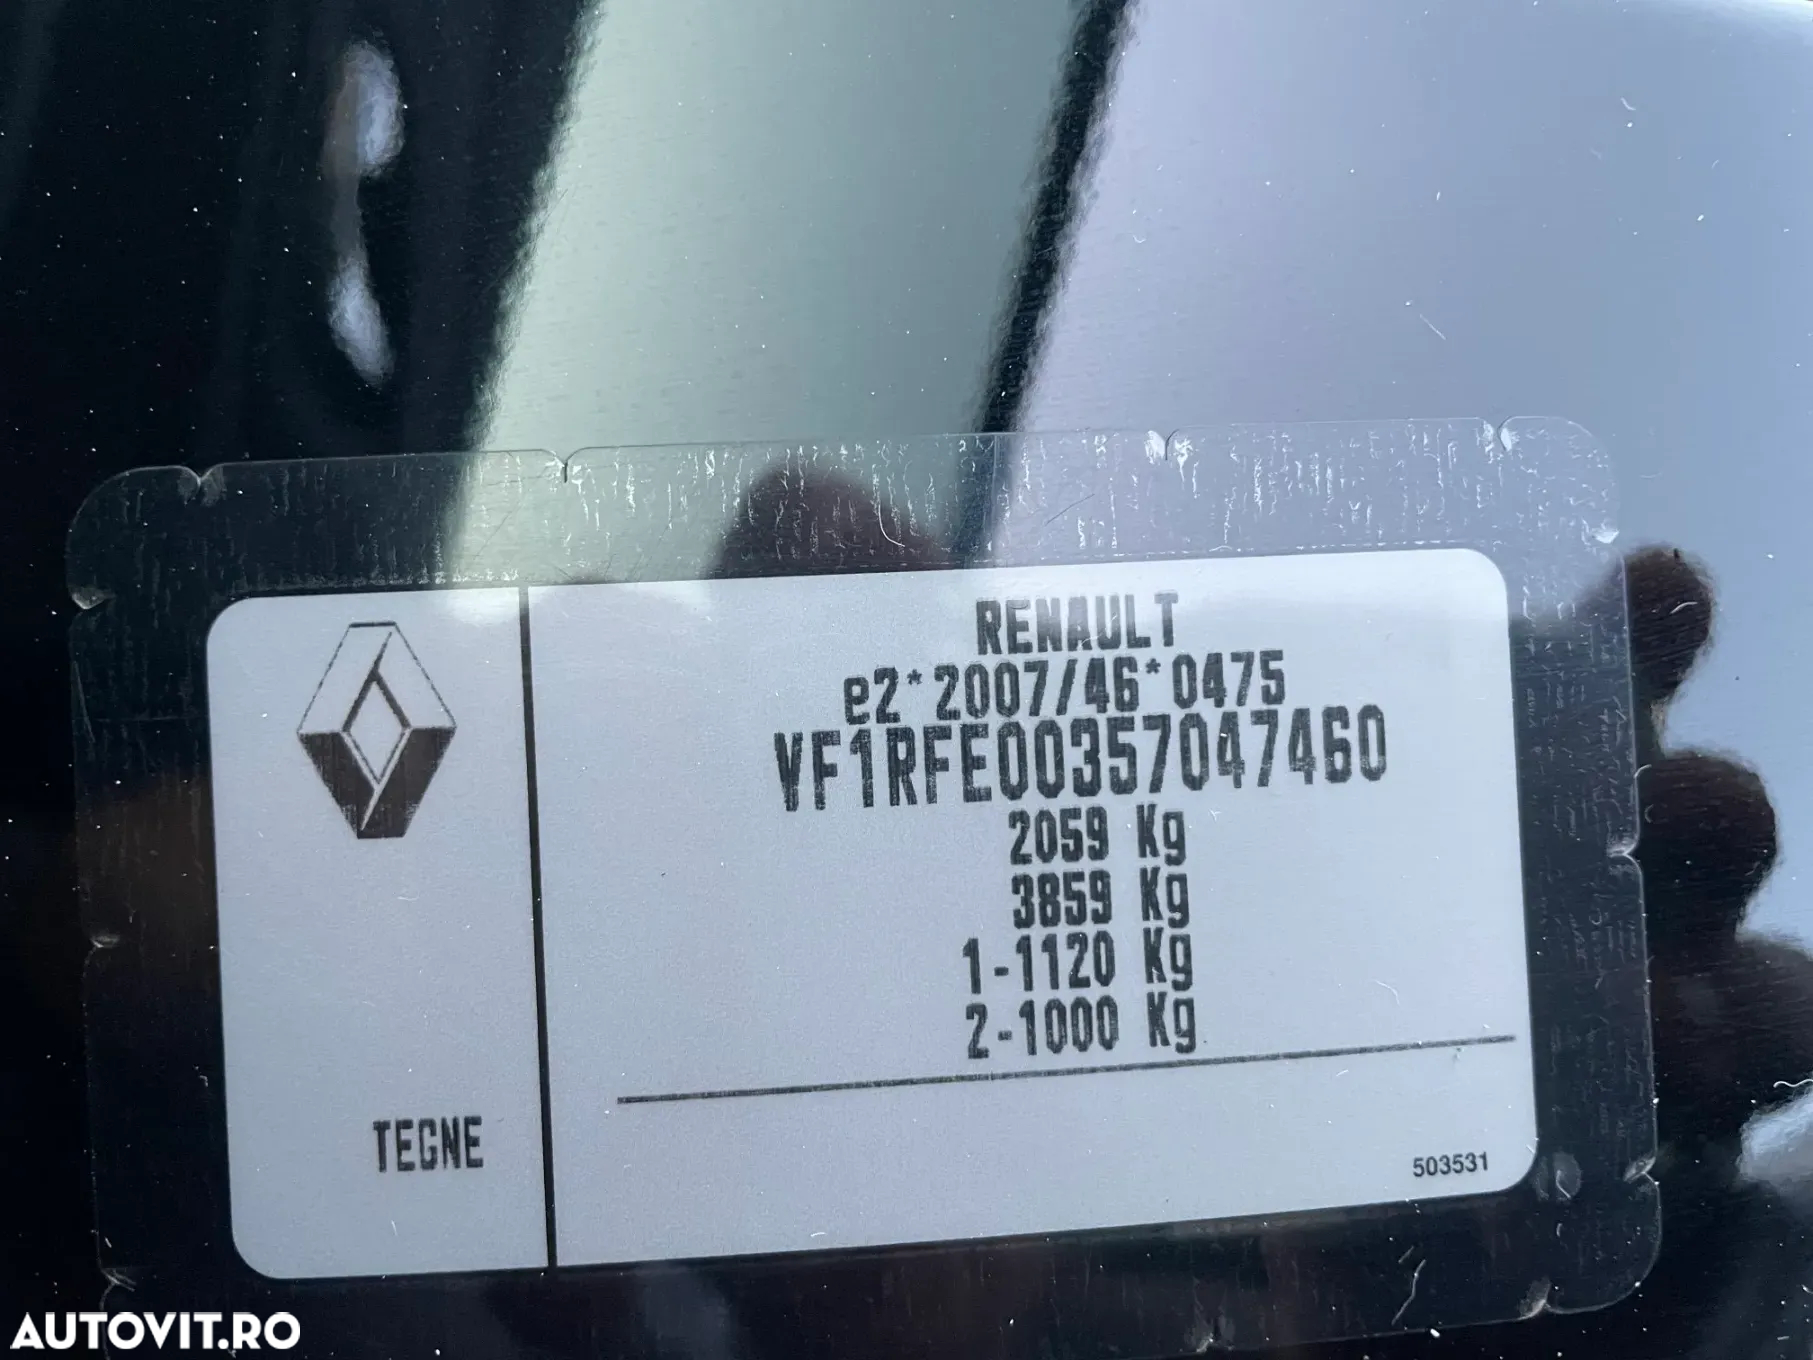 RENAULT
e2*2007/46*0475
VF1RFE00357047460
2059 Kg
3859 Kg
1-1120 Kg
2-1000 Kg
TEGNE
503531
AUTOVIT.RO